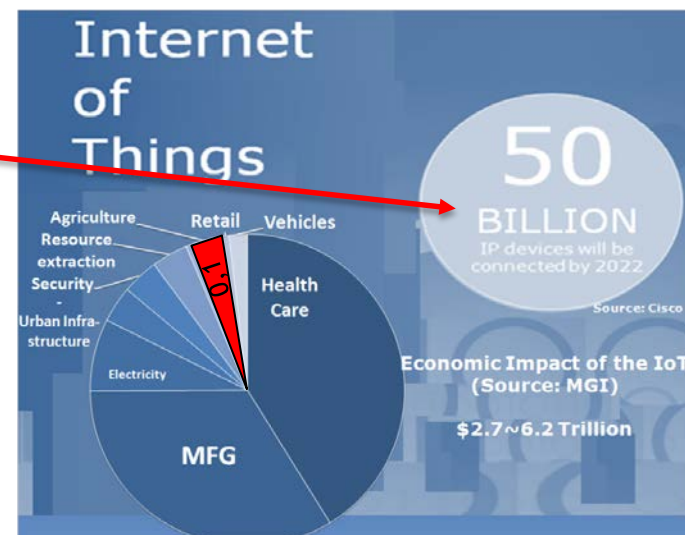 Internet
of
Things
50
BILLION
IP devices will be
connected by 2022
Source: Cisco
Agriculture
Retail
Vehicles
Resource
extraction
Security
-
Urban Infra-
structure
Electricity
0,1
Health
Care
MFG
Economic Impact of the IoT
(Source: MGI)
$2.7~6.2 Trillion